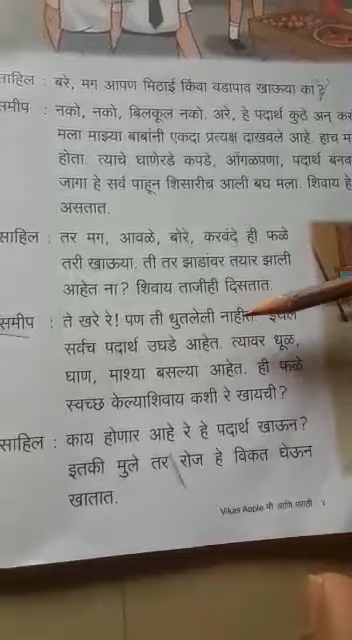 साहिल : बरे, मग आपण मिठाई किंवा वडापाव खाऊया का?
समीप : नको, नको, बिलकूल नको. अरे, हे पदार्थ कुठे अन्
मला माझ्या बाबांनी एकदा प्रत्यक्ष दाखवले आहे. हाच
होता. त्याचे घाणेरडे कपडे, ओंगळपणा, पदार्थ
जागा हे सर्व पाहून शिसारीच आली बघ मला. शिवाय हे
असतात.
साहिल : तर मग, आवळे, बोरे, करवंदे ही फळे
तरी खाऊया. ती तर झाडांवर तयार झाली
आहेत ना? शिवाय ताजीही दिसतात.
समीप : ते खरे रे! पण ती धुतलेली नाहीत.
सर्वच पदार्थ उघडे आहेत. त्यावर धूळ,
घाण, माश्या बसल्या आहेत. ही फळे
स्वच्छ केल्याशिवाय कशी रे खायची?
साहिल : काय होणार आहे रे हे पदार्थ खाऊन?
इतकी मुले तर रोज हे विकत घेऊन
खातात.
Vikas Apple मी आणि मराठी